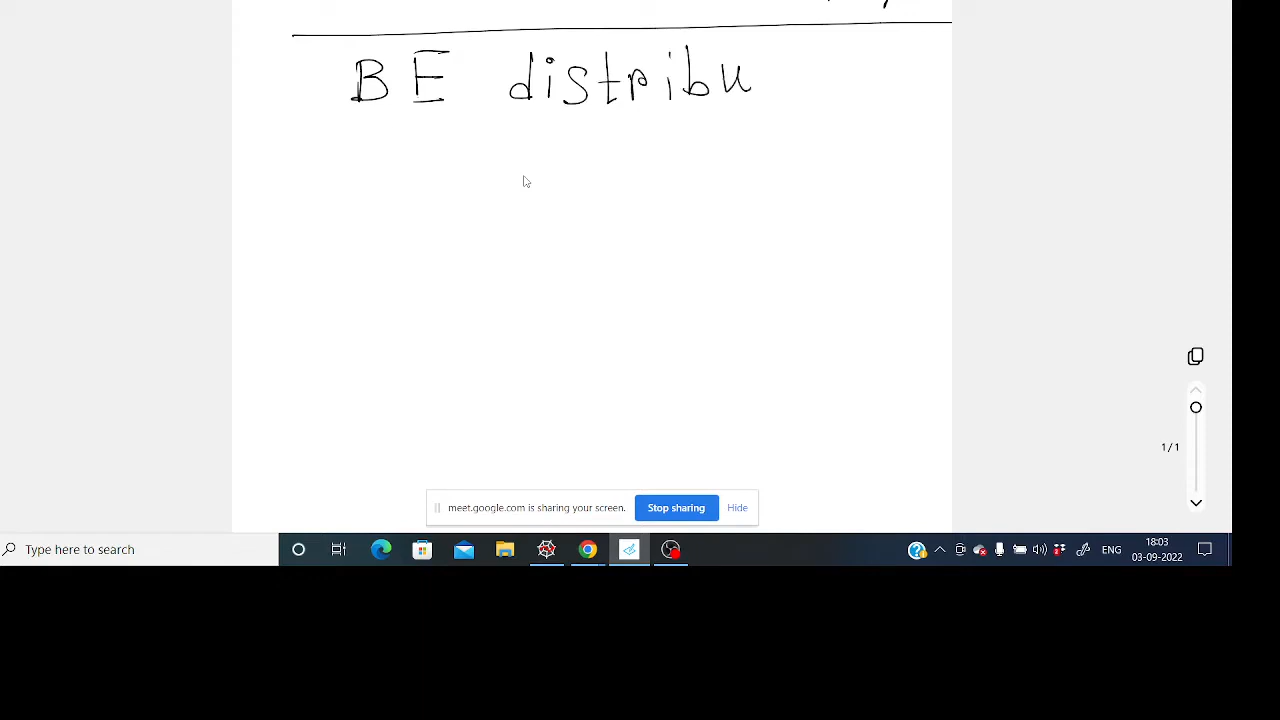 BE distribu
1/1
meet.google.com is sharing your screen. Stop sharing Hide
Type here to search
ENG
18:03
03-09-2022